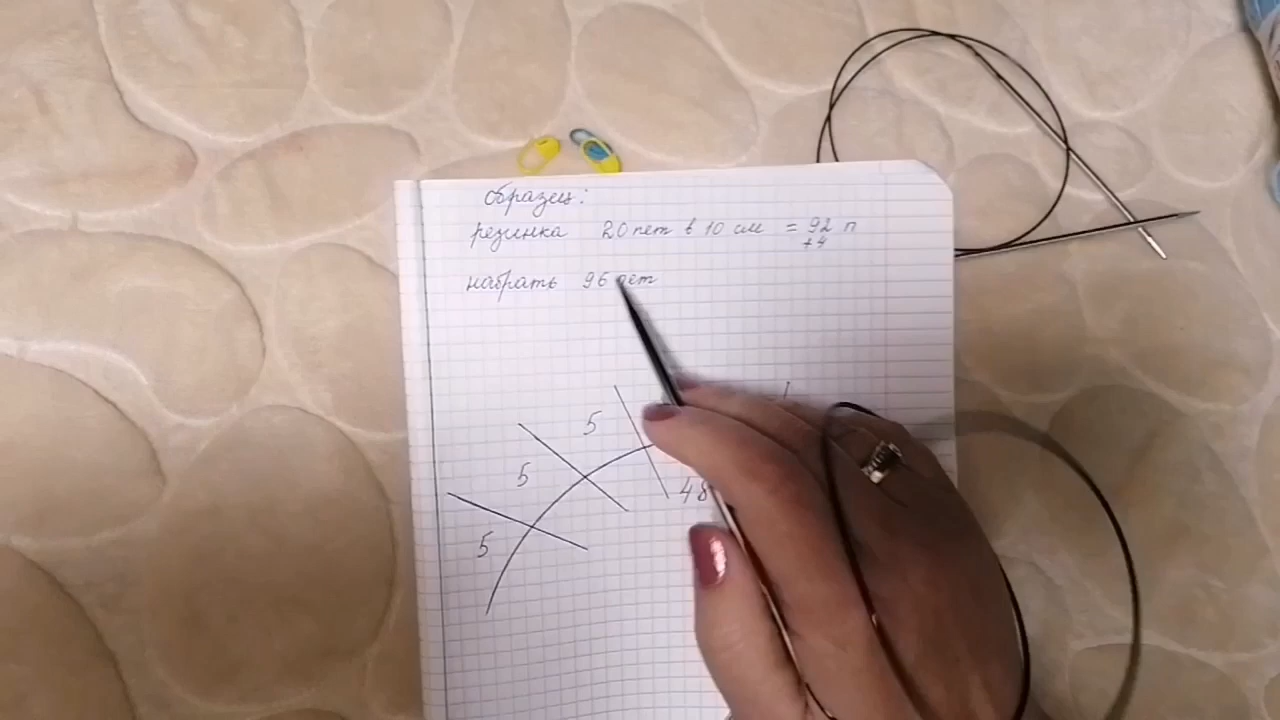 образец:
резинка 20 пет в 10 см = 92 п
+4
набрать 96 пет
5
5
5
48